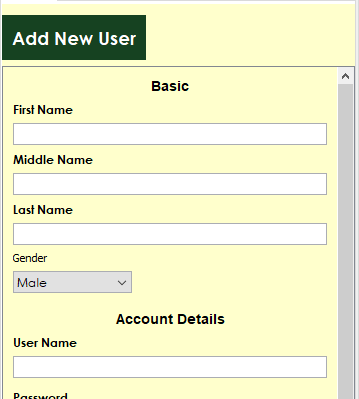 Add New User
Basic
First Name
Middle Name
Last Name
Gender
Male
Account Details
User Name
Password